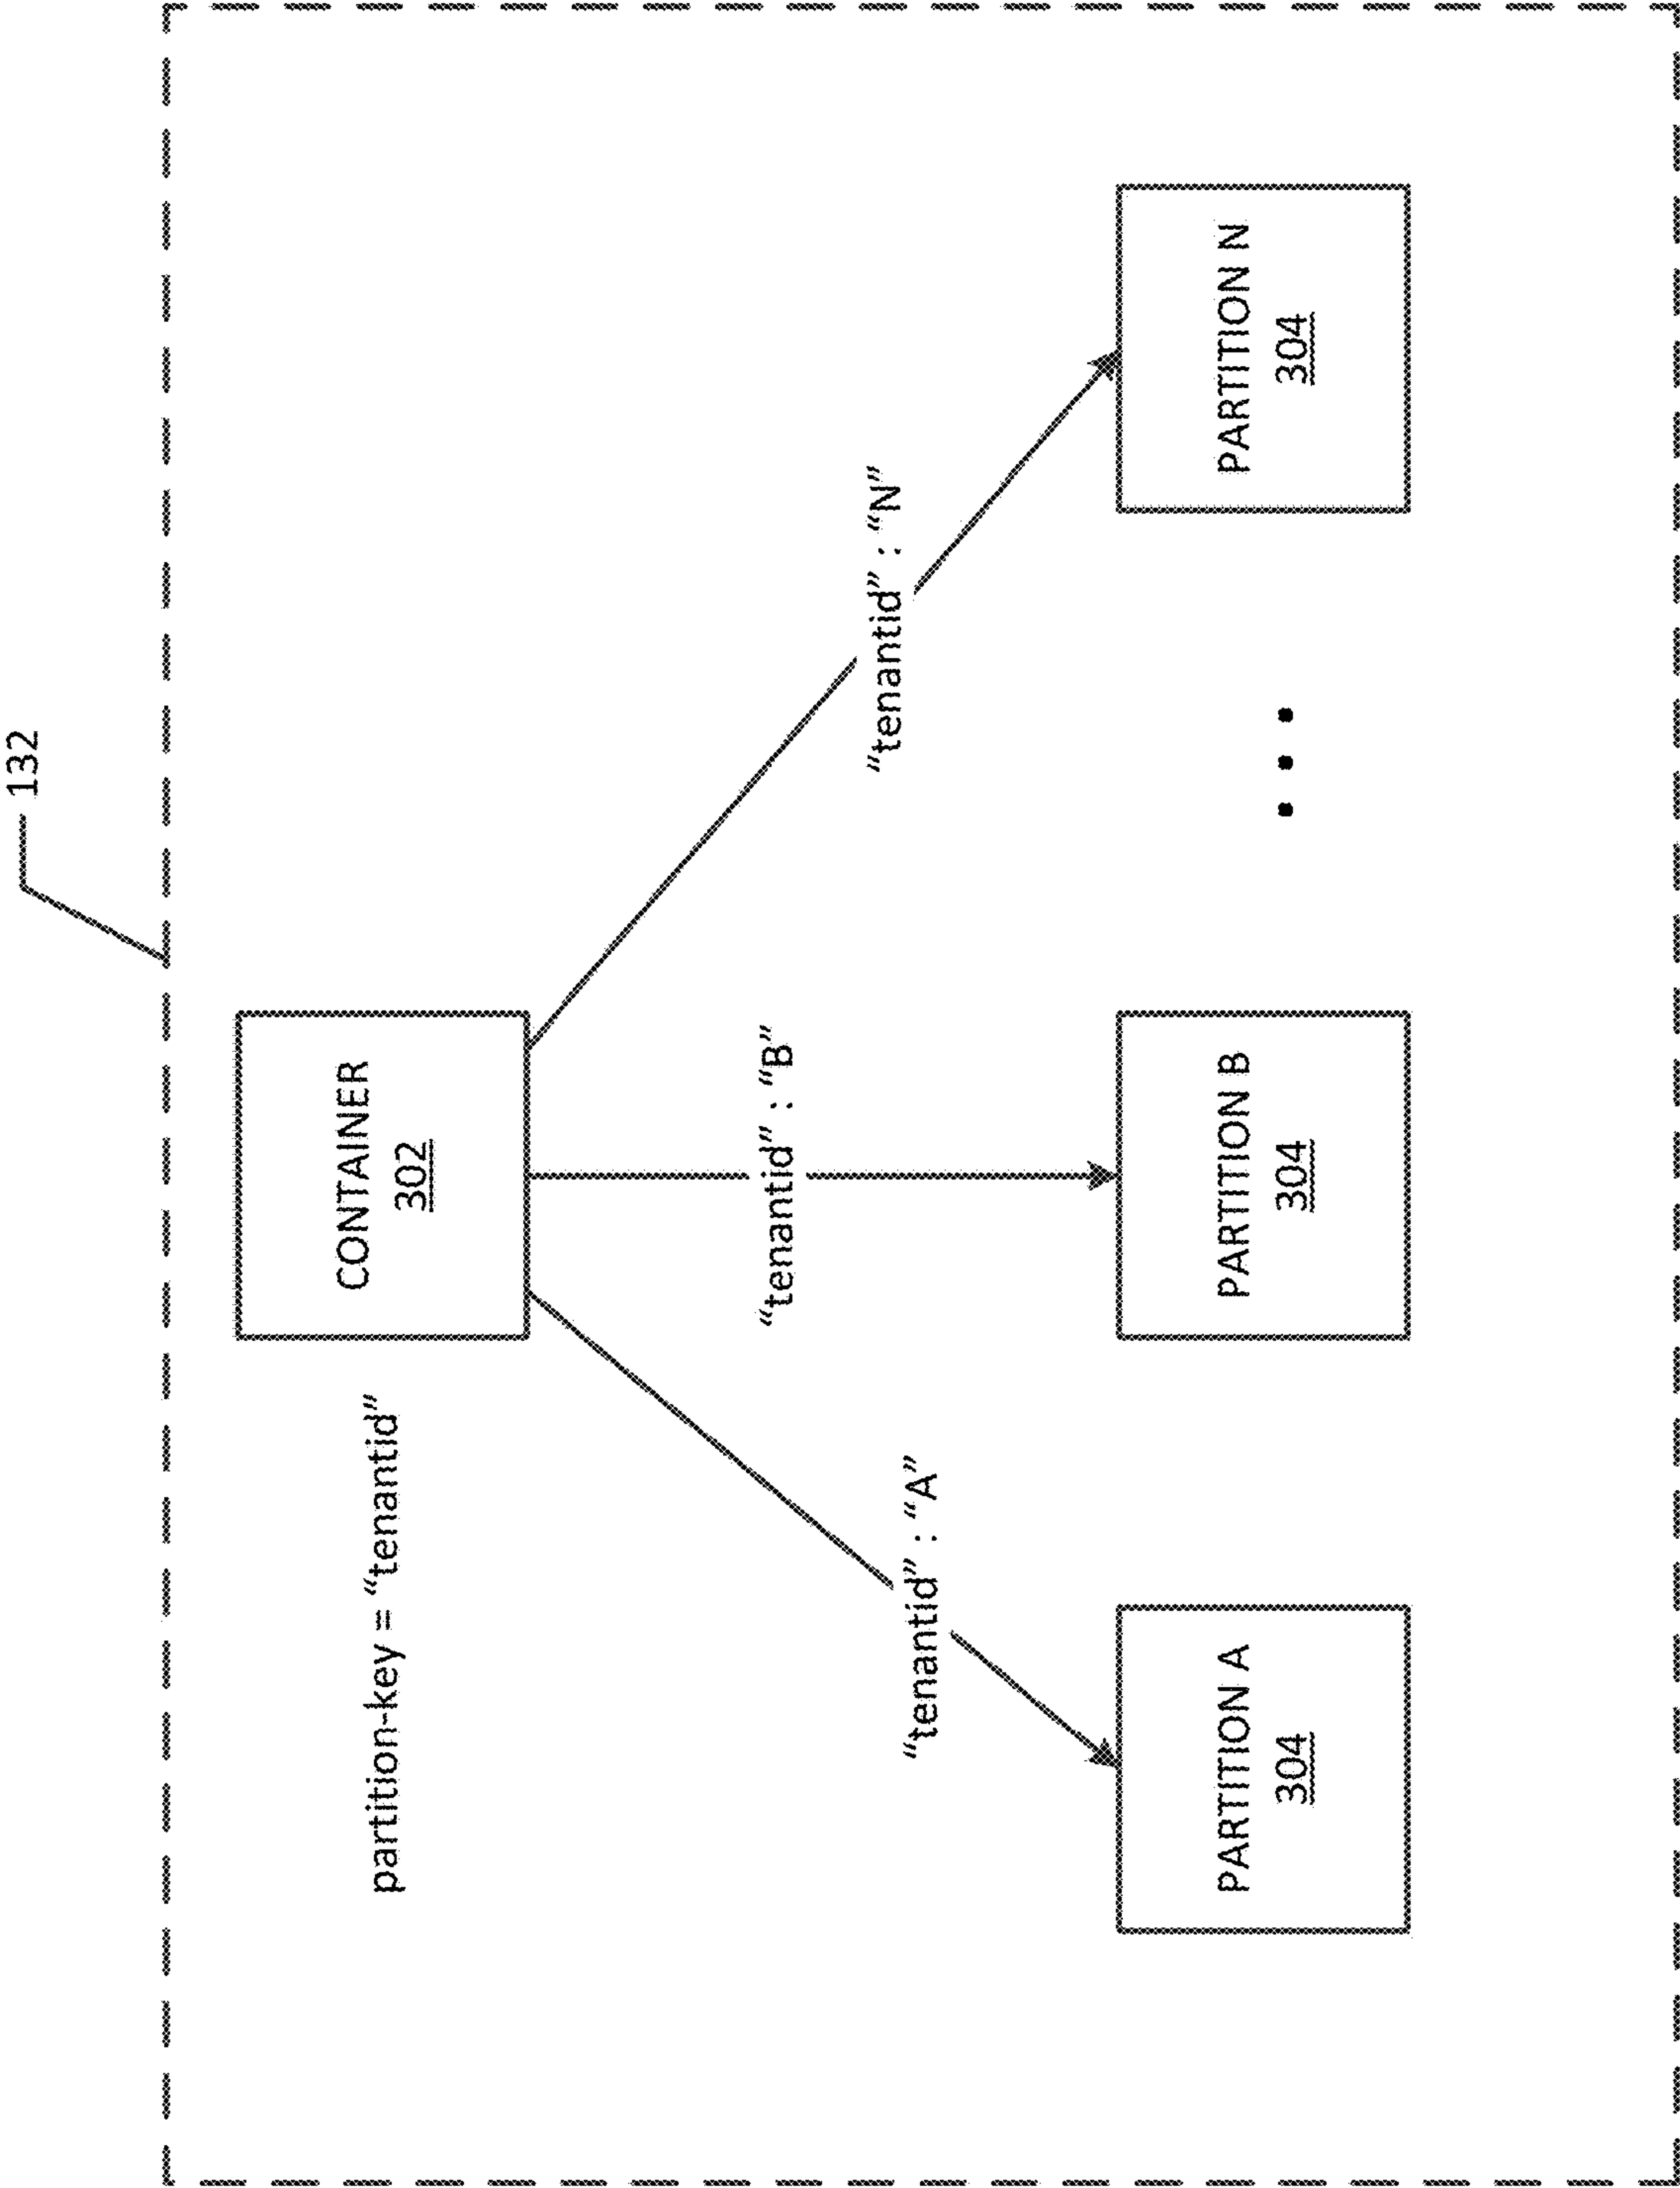 132
CONTAINER
302
partition-key = “tenantid”
“tenantid” : “A”
“tenantid” : “B”
“tenantid” : “N”
PARTITION A
304
PARTITION B
304
• • •
PARTITION N
304